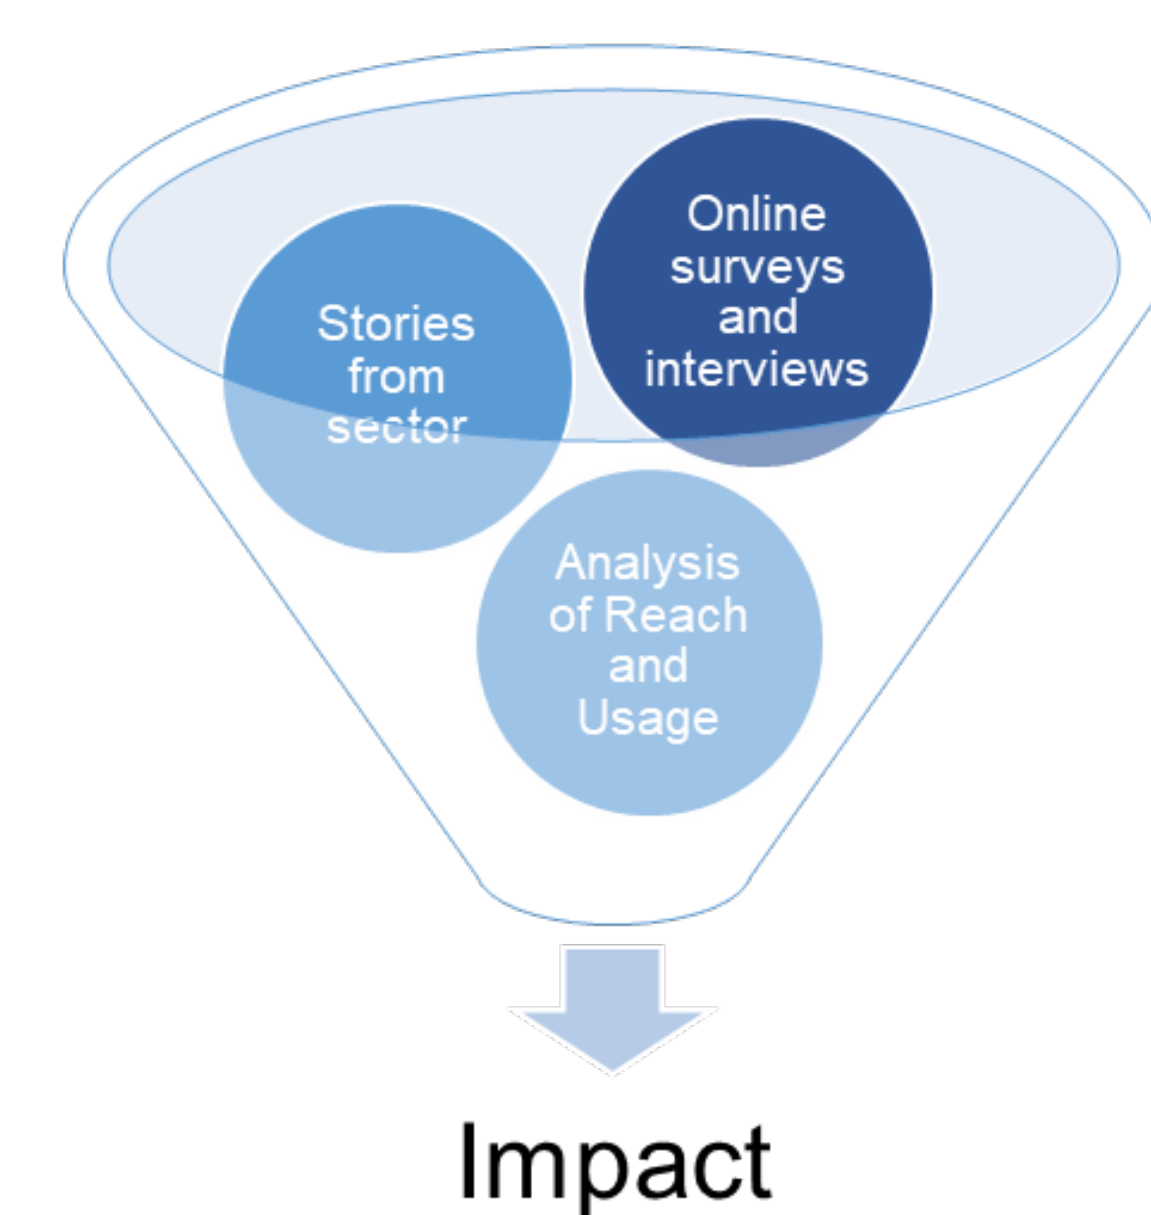 Online
surveys
and
interviews
Stories
from
sector
Analysis
of Reach
and
Usage
Impact